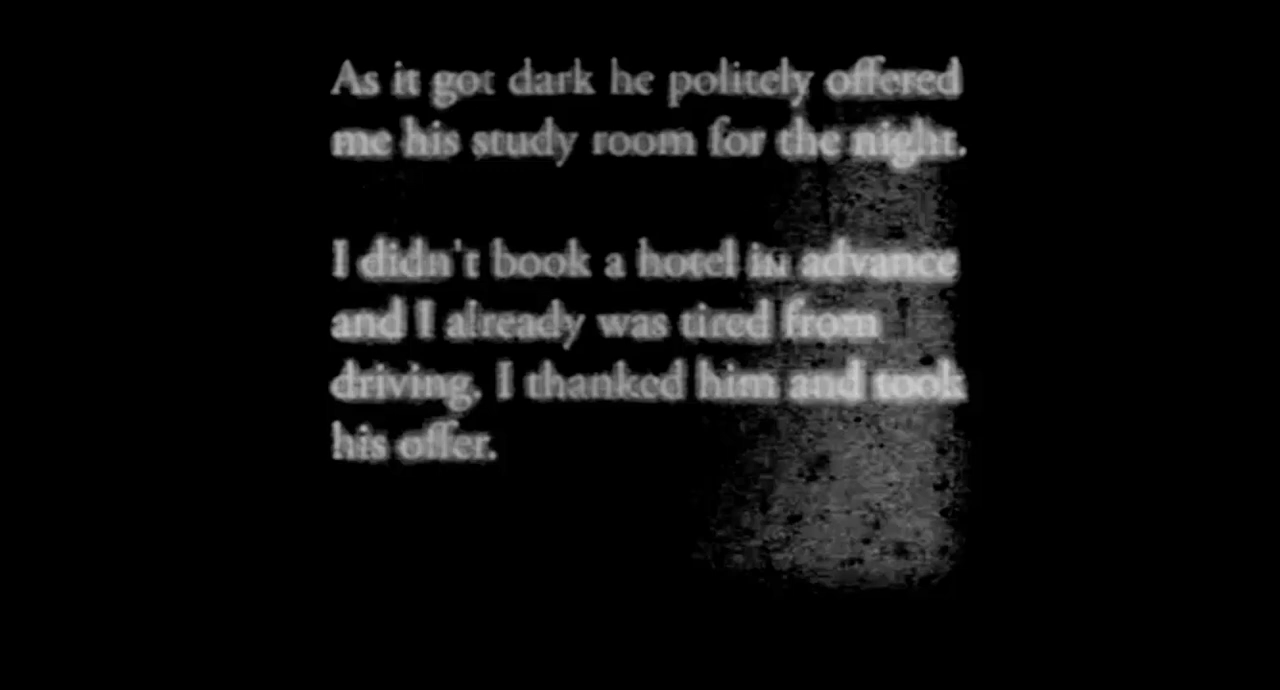 As it got dark he politely offered
me his study room for the night.
I didn't book a hotel in advance
and I already was tired from
driving. I thanked him and took
his offer.